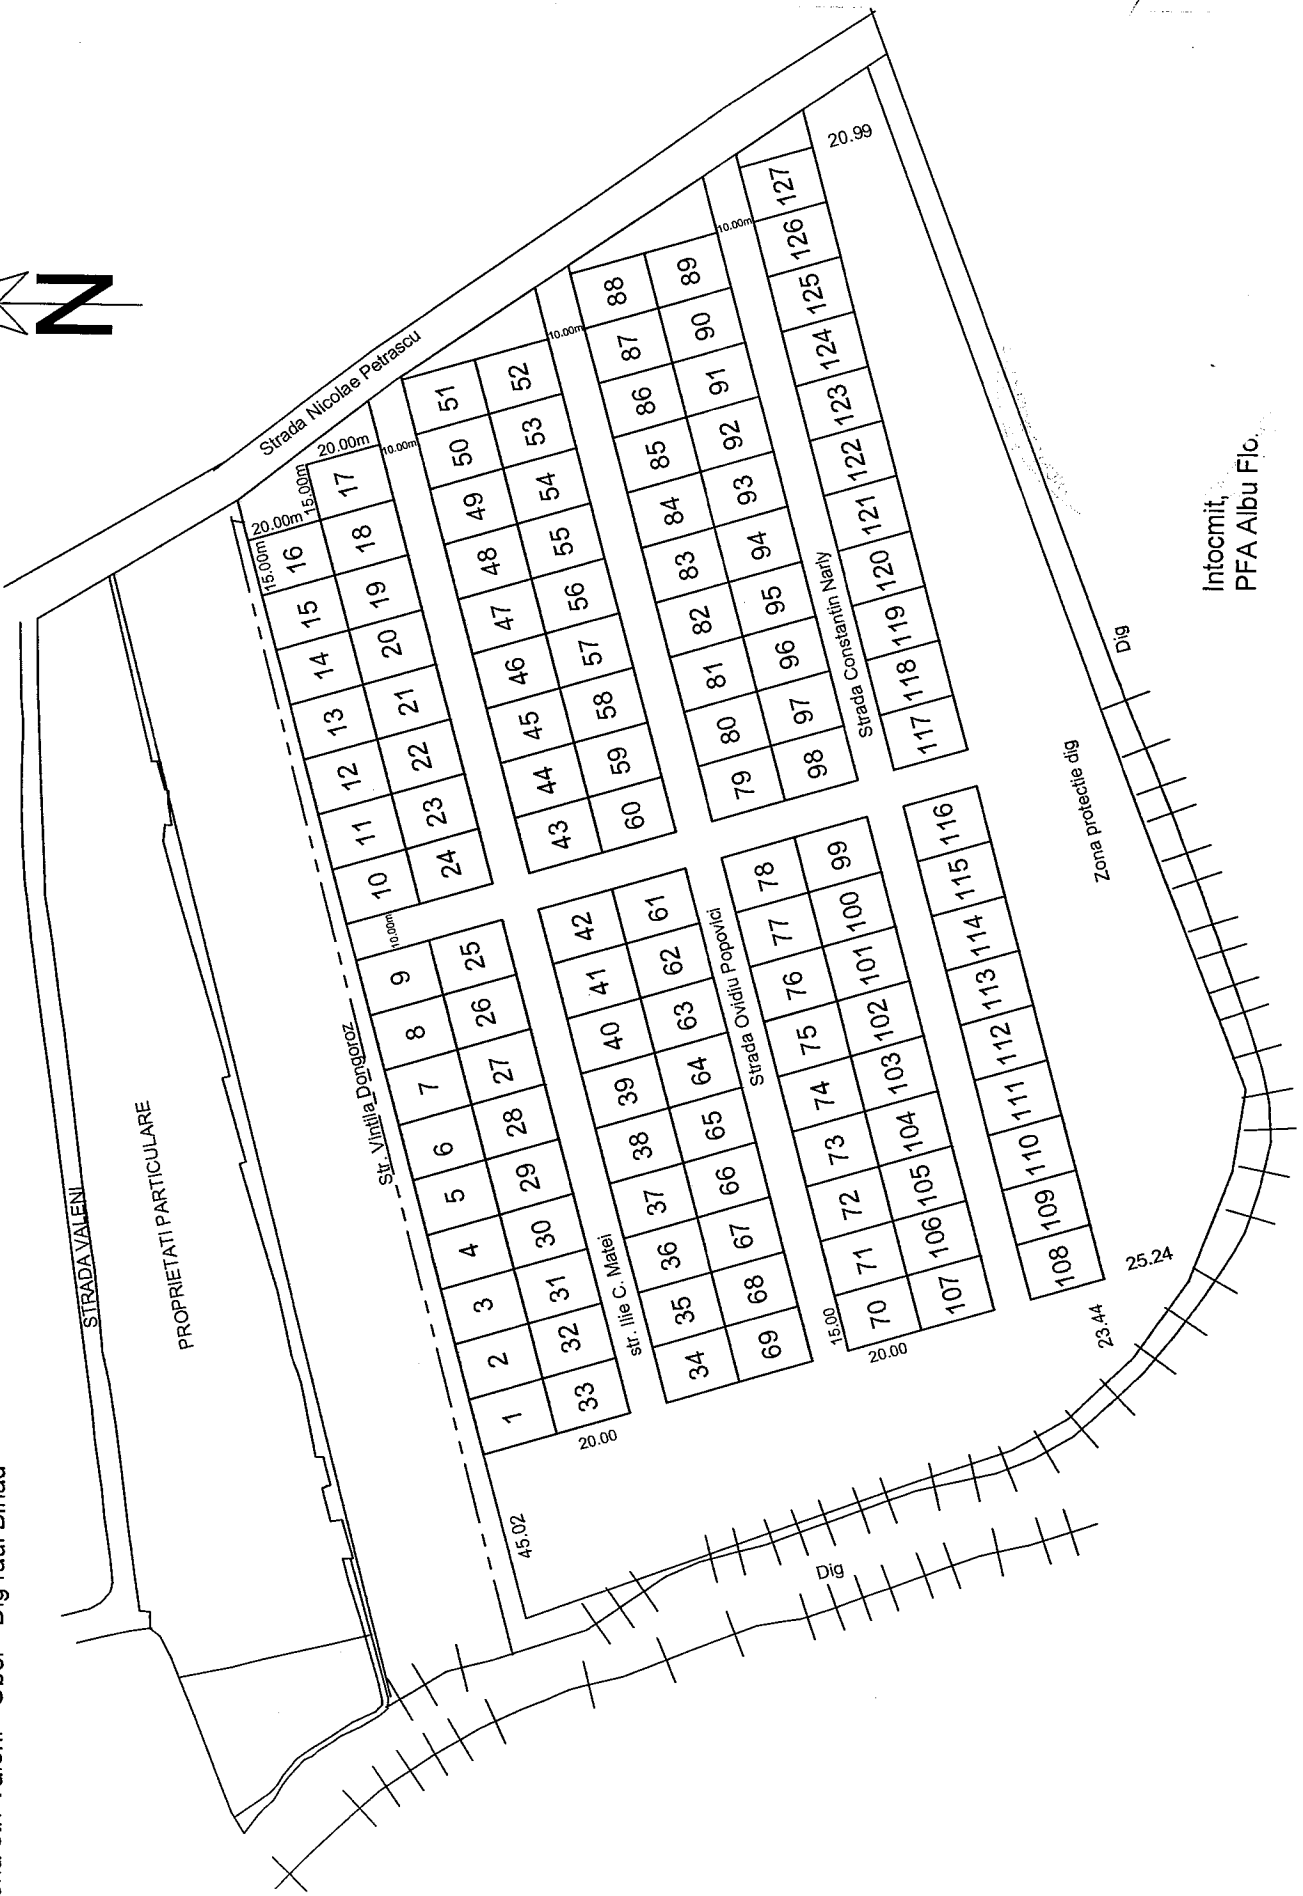 N
STRADA VALENI
PROPRIETATI PARTICULARE
Strada Nicolae Petrascu
Str. Vintila Dongoroz
45.02
1 2 3 4 5 6 7 8 9
10.00m
10 11 12 13 14 15 16
15.00m
20.00m
15.00m
20.00m
33 32 31 30 29 28 27 26 25
24 23 22 21 20 19 18 17
20.00
10.00m
str. Ilie C. Matei
34 35 36 37 38 39 40 41 42
43 44 45 46 47 48 49 50 51
69 68 67 66 65 64 63 62 61
60 59 58 57 56 55 54 53 52
10.00m
Strada Ovidiu Popovici
15.00
20.00
70 71 72 73 74 75 76 77 78
79 80 81 82 83 84 85 86 87 88
107 106 105 104 103 102 101 100 99
98 97 96 95 94 93 92 91 90 89
10.00m
Strada Constantin Narly
108 109 110 111 112 113 114 115 116
117 118 119 120 121 122 123 124 125 126 127
23.44
25.24
20.99
Dig
Zona protectie dig
Dig
Intocmit,
PFA Albu Flo.